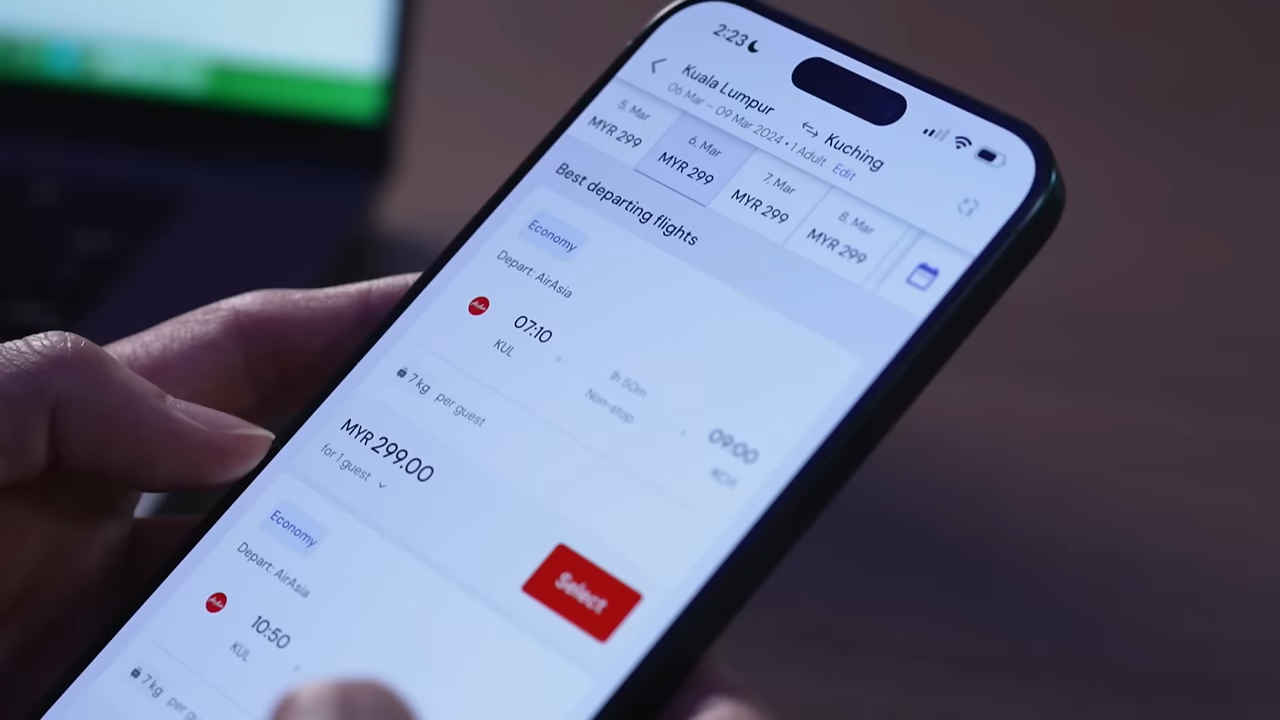 2:23
Kuala Lumpur ⇆ Kuching
06 Mar – 09 Mar 2024 • 1 Adult Edit
5. Mar
MYR 299
6. Mar
MYR 299
7. Mar
MYR 299
8. Mar
MYR 299
Best departing flights
Economy
Depart: AirAsia
07:10
KUL
1h 50m
Non-stop
09:00
KCH
7 kg per guest
MYR 299.00
for 1 guest
Select
Economy
Depart: AirAsia
10:50
KUL
7 kg per